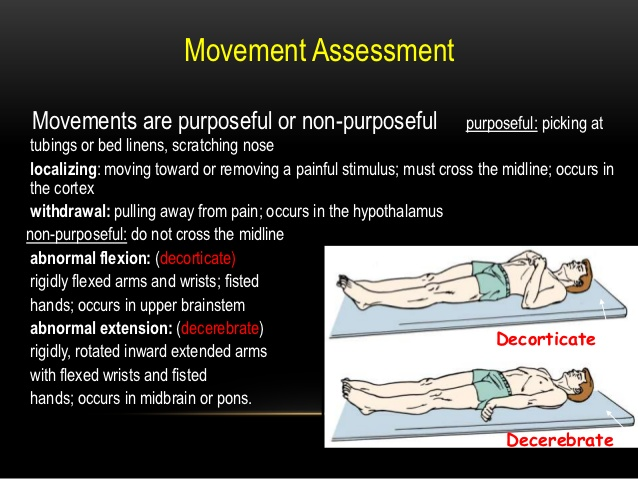 Movement Assessment
Movements are purposeful or non-purposeful purposeful: picking at
tubings or bed linens, scratching nose
localizing: moving toward or removing a painful stimulus; must cross the midline; occurs in
the cortex
withdrawal: pulling away from pain; occurs in the hypothalamus
non-purposeful: do not cross the midline
abnormal flexion: (decorticate)
rigidly flexed arms and wrists; fisted
hands; occurs in upper brainstem
abnormal extension: (decerebrate)
rigidly, rotated inward extended arms
with flexed wrists and fisted
hands; occurs in midbrain or pons.
Decorticate
Decerebrate